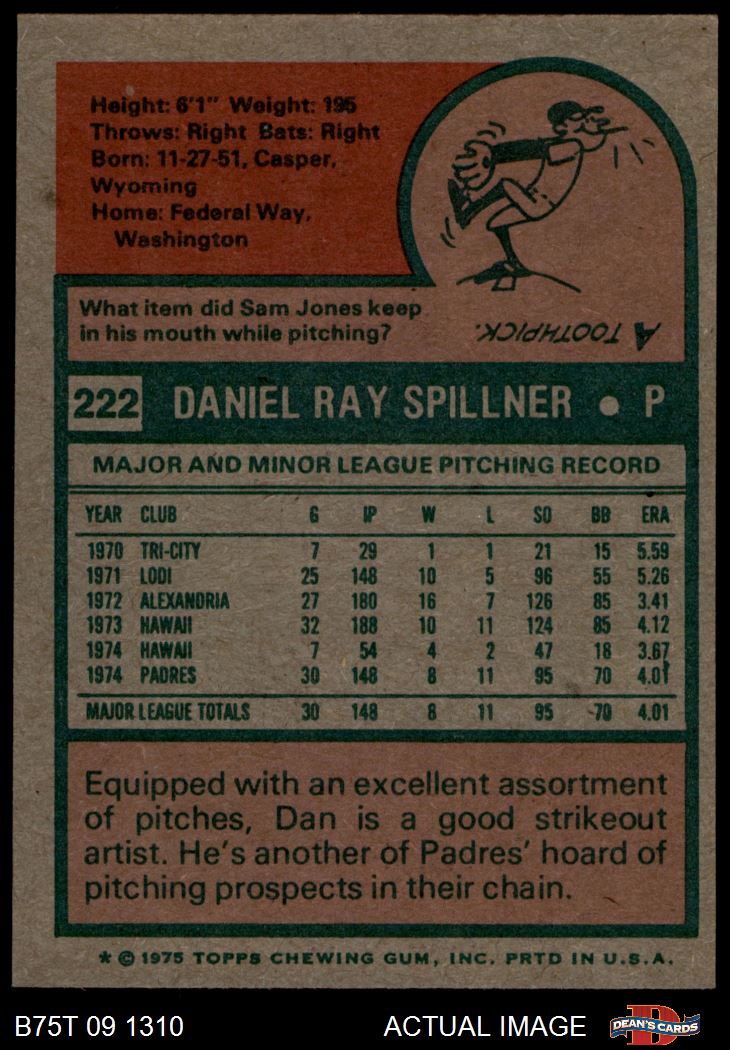 Height: 6'1" Weight: 195
Throws: Right Bats: Right
Born: 11-27-51, Casper,
Wyoming
Home: Federal Way,
Washington
What item did Sam Jones keep
in his mouth while pitching?
A TOOTHPICK.
222 DANIEL RAY SPILLNER • P
MAJOR AND MINOR LEAGUE PITCHING RECORD
YEAR CLUB G IP W L SO BB ERA
1970 TRI-CITY 7 29 1 1 21 15 5.59
1971 LODI 25 148 10 5 96 55 5.26
1972 ALEXANDRIA 27 180 16 7 126 85 3.41
1973 HAWAII 32 188 10 11 124 85 4.12
1974 HAWAII 7 54 4 2 47 18 3.67
1974 PADRES 30 148 8 11 95 70 4.01
MAJOR LEAGUE TOTALS 30 148 8 11 95 70 4.01
Equipped with an excellent assortment
of pitches, Dan is a good strikeout
artist. He's another of Padres' hoard of
pitching prospects in their chain.
* © 1975 TOPPS CHEWING GUM, INC. PRTD IN U.S.A.
B75T 09 1310 ACTUAL IMAGE D DEAN'S CARDS